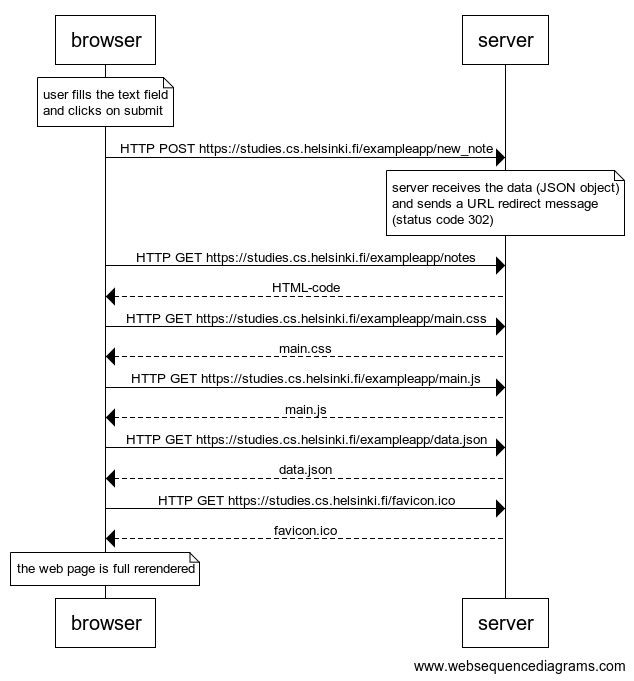 browser server
user fills the text field
and clicks on submit
HTTP POST https://studies.cs.helsinki.fi/exampleapp/new_note
server receives the data (JSON object)
and sends a URL redirect message
(status code 302)
HTTP GET https://studies.cs.helsinki.fi/exampleapp/notes
HTML-code
HTTP GET https://studies.cs.helsinki.fi/exampleapp/main.css
main.css
HTTP GET https://studies.cs.helsinki.fi/exampleapp/main.js
main.js
HTTP GET https://studies.cs.helsinki.fi/exampleapp/data.json
data.json
HTTP GET https://studies.cs.helsinki.fi/favicon.ico
favicon.ico
the web page is full rerendered
browser server
www.websequencediagrams.com